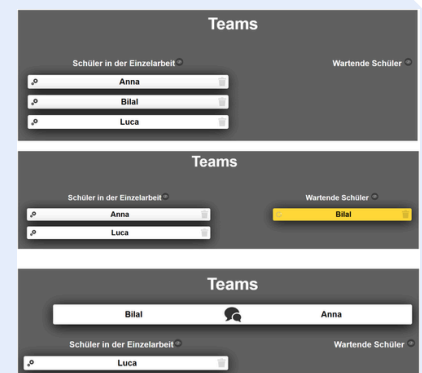 Teams
Schüler in der Einzelarbeit Wartende Schüler
Anna
Bilal
Luca
Teams
Schüler in der Einzelarbeit Wartende Schüler
Anna Bilal
Luca
Teams
Bilal Anna
Schüler in der Einzelarbeit Wartende Schüler
Luca